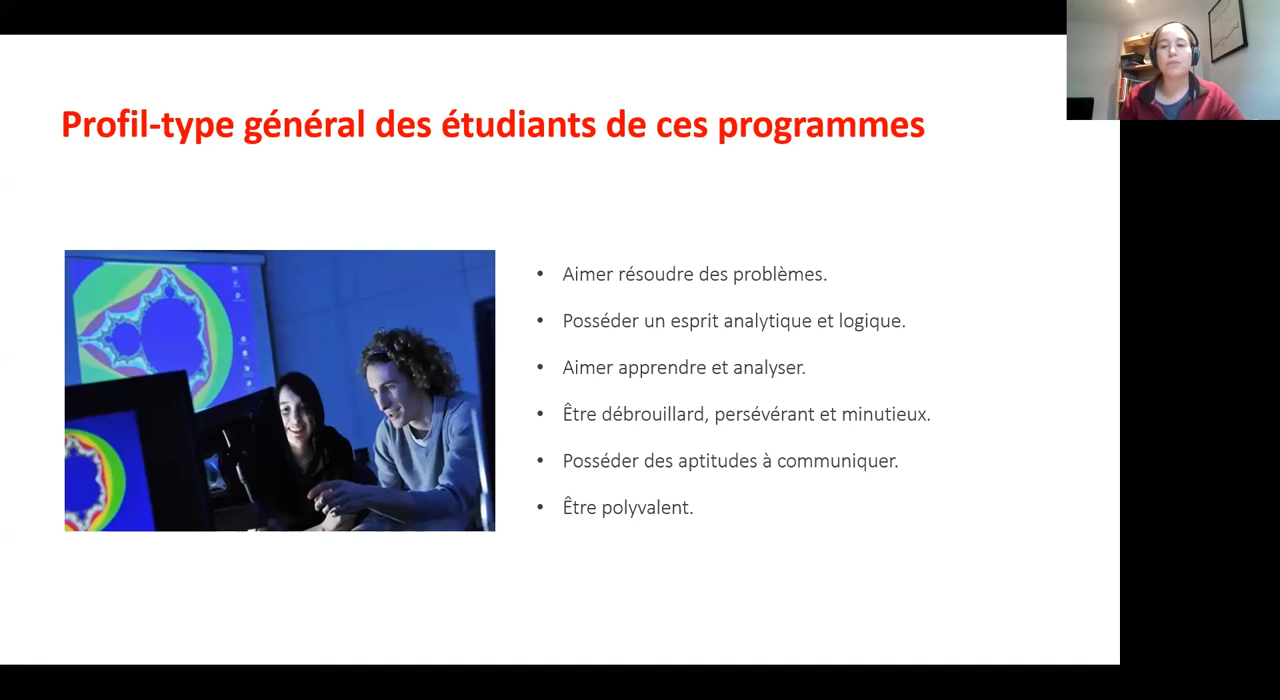 Profil-type général des étudiants de ces programmes
• Aimer résoudre des problèmes.
• Posséder un esprit analytique et logique.
• Aimer apprendre et analyser.
• Être débrouillard, persévérant et minutieux.
• Posséder des aptitudes à communiquer.
• Être polyvalent.